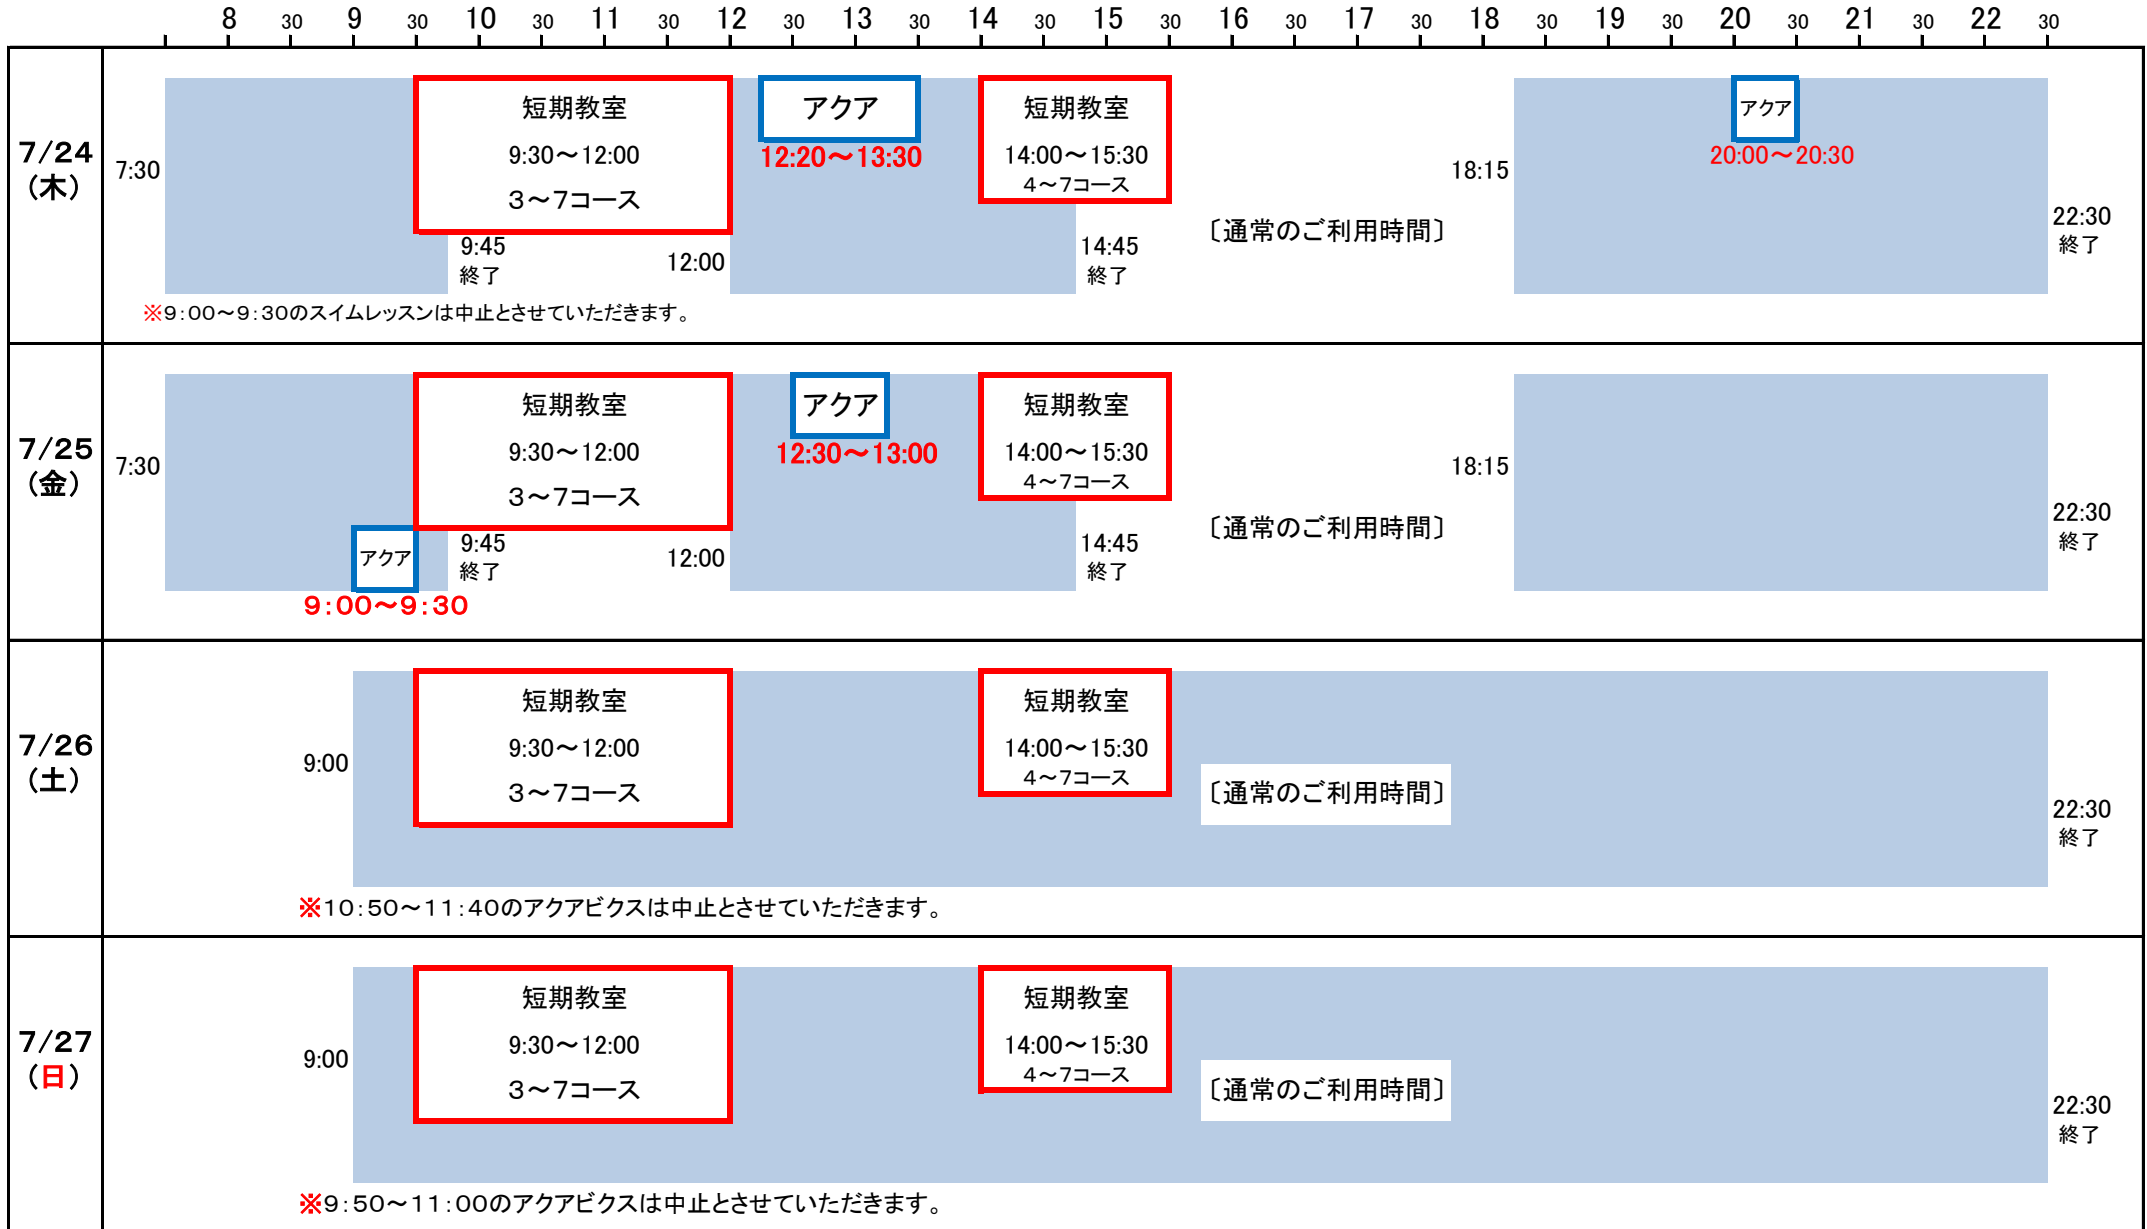 8 30 9 30 10 30 11 30 12 30 13 30 14 30 15 30 16 30 17 30 18 30 19 30 20 30 21 30 22 30
7/24
(木)
7:30
短期教室
9:30～12:00
3～7コース
9:45
終了
12:00
アクア
12:20～13:30
短期教室
14:00～15:30
4～7コース
14:45
終了
〔通常のご利用時間〕
18:15
アクア
20:00～20:30
22:30
終了
※9:00～9:30のスイムレッスンは中止とさせていただきます。
7/25
(金)
7:30
短期教室
9:30～12:00
3～7コース
アクア
9:00～9:30
9:45
終了
12:00
アクア
12:30～13:00
短期教室
14:00～15:30
4～7コース
14:45
終了
〔通常のご利用時間〕
18:15
22:30
終了
7/26
(土)
9:00
短期教室
9:30～12:00
3～7コース
短期教室
14:00～15:30
4～7コース
〔通常のご利用時間〕
22:30
終了
※10:50～11:40のアクアビクスは中止とさせていただきます。
7/27
(日)
9:00
短期教室
9:30～12:00
3～7コース
短期教室
14:00～15:30
4～7コース
〔通常のご利用時間〕
22:30
終了
※9:50～11:00のアクアビクスは中止とさせていただきます。